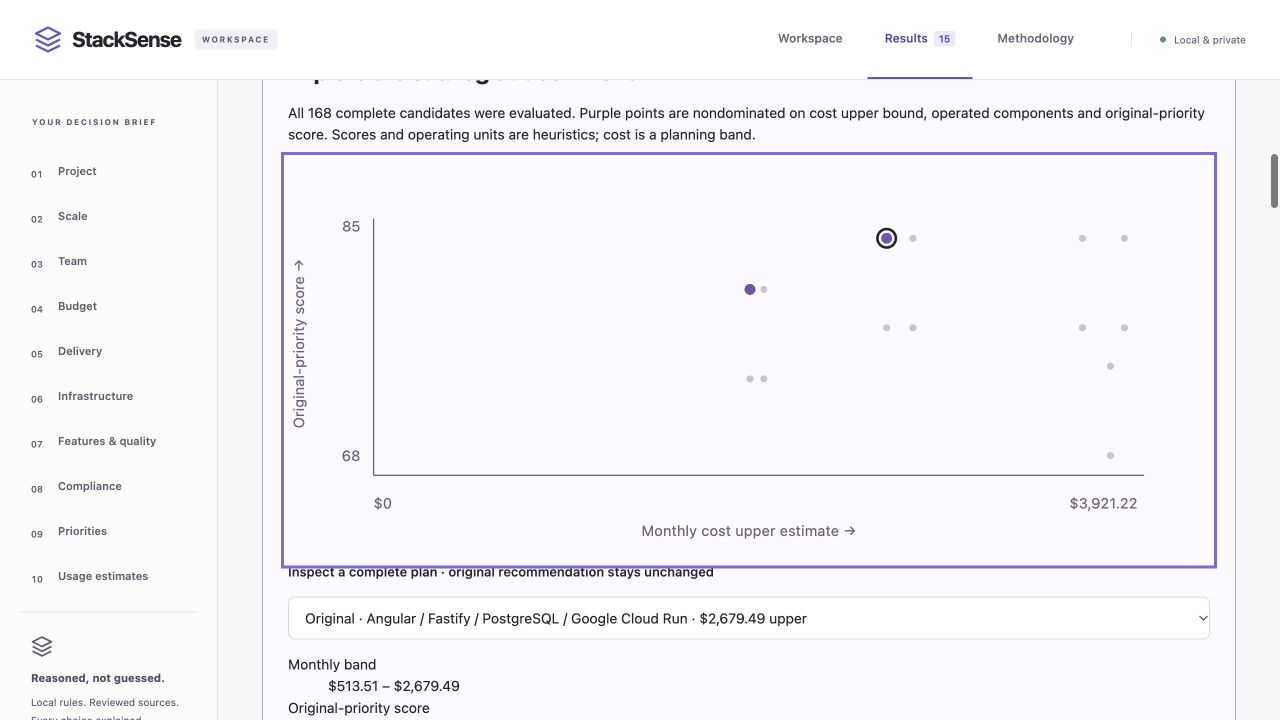 StackSense
WORKSPACE
Workspace
Results 15
Methodology
Local & private
YOUR DECISION BRIEF
01 Project
02 Scale
03 Team
04 Budget
05 Delivery
06 Infrastructure
07 Features & quality
08 Compliance
09 Priorities
10 Usage estimates
Reasoned, not guessed.
Local rules. Reviewed sources.
Every choice explained.
All 168 complete candidates were evaluated. Purple points are nondominated on cost upper bound, operated components and original-priority
score. Scores and operating units are heuristics; cost is a planning band.
85
Original-priority score →
68
$0
$3,921.22
Monthly cost upper estimate →
Inspect a complete plan · original recommendation stays unchanged
Original · Angular / Fastify / PostgreSQL / Google Cloud Run · $2,679.49 upper
Monthly band
$513.51 – $2,679.49
Original-priority score